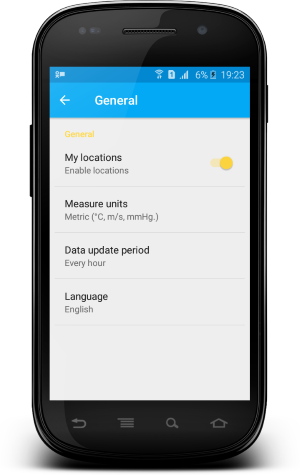 6% 19:23
General
General
My locations
Enable locations
Measure units
Metric (°C, m/s, mmHg.)
Data update period
Every hour
Language
English